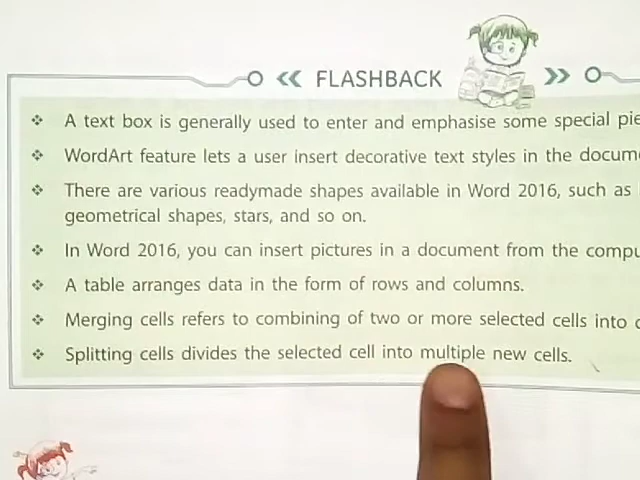 FLASHBACK
A text box is generally used to enter and emphasise some special
WordArt feature lets a user insert decorative text styles in the
There are various readymade shapes available in Word 2016, such as
geometrical shapes, stars, and so on.
In Word 2016, you can insert pictures in a document from the
A table arranges data in the form of rows and columns.
Merging cells refers to combining of two or more selected cells into
Splitting cells divides the selected cell into multiple new cells.